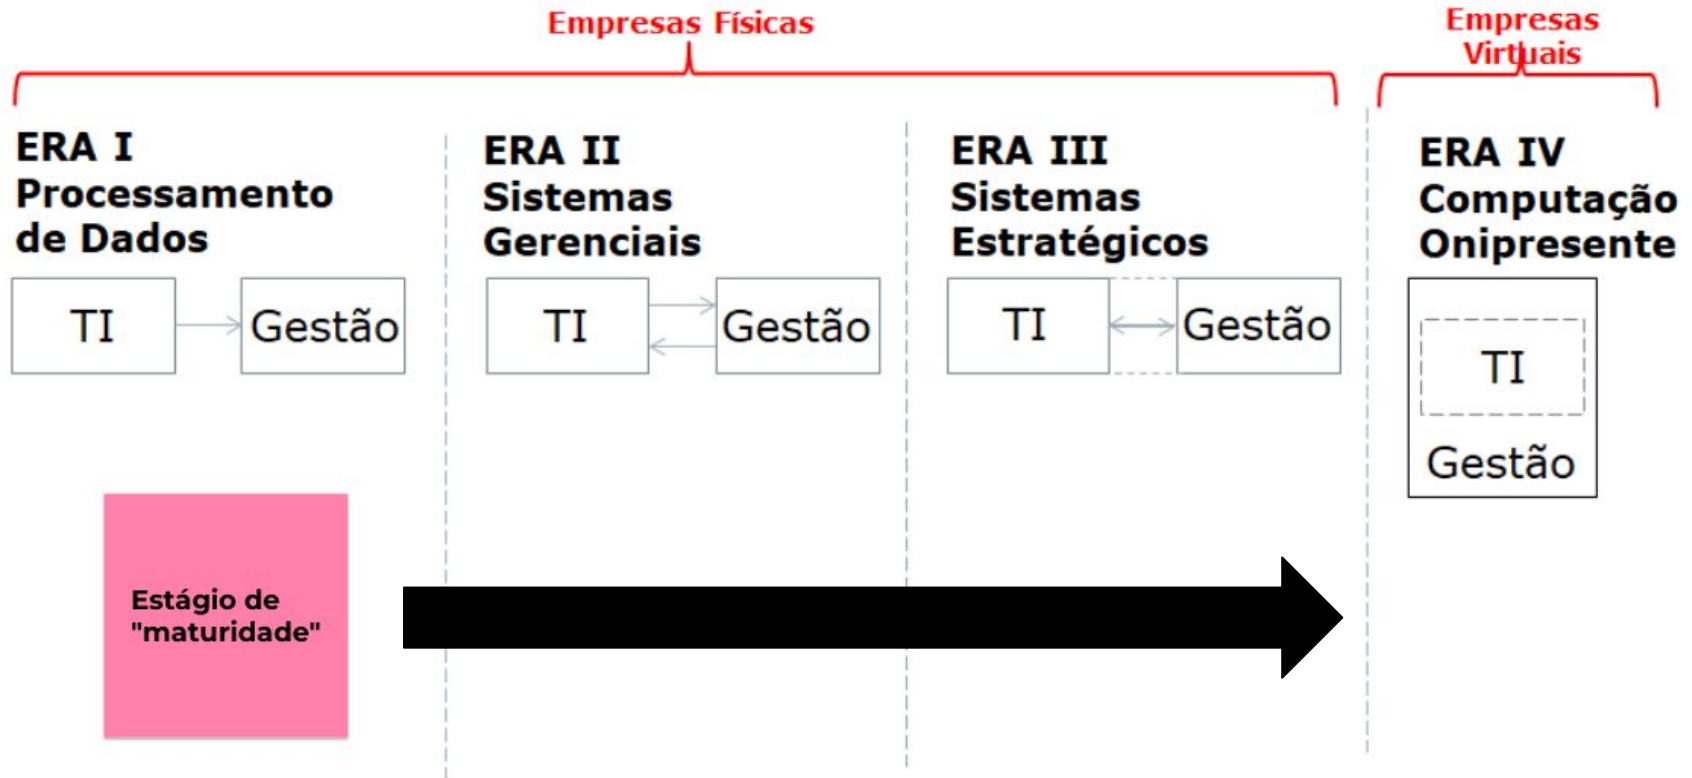 Empresas Físicas
Empresas
Virtuais
ERA I
Processamento
de Dados
TI
Gestão
ERA II
Sistemas
Gerenciais
TI
Gestão
ERA III
Sistemas
Estratégicos
TI
Gestão
ERA IV
Computação
Onipresente
TI
Gestão
Estágio de
"maturidade"